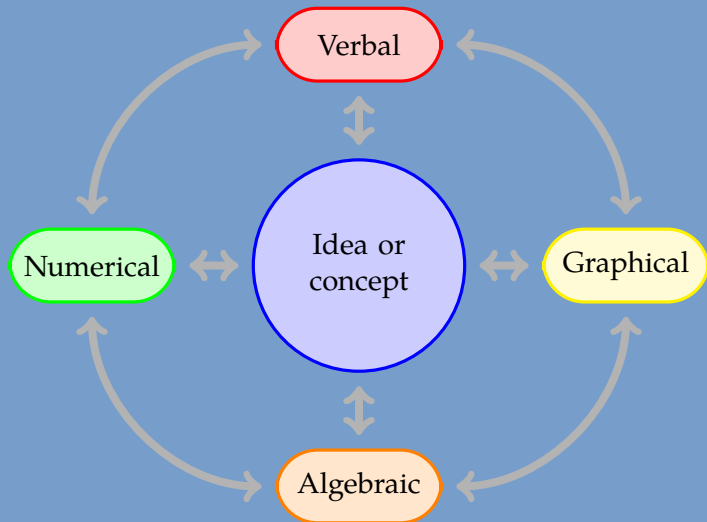 Verbal
Numerical
Idea or
concept
Graphical
Algebraic